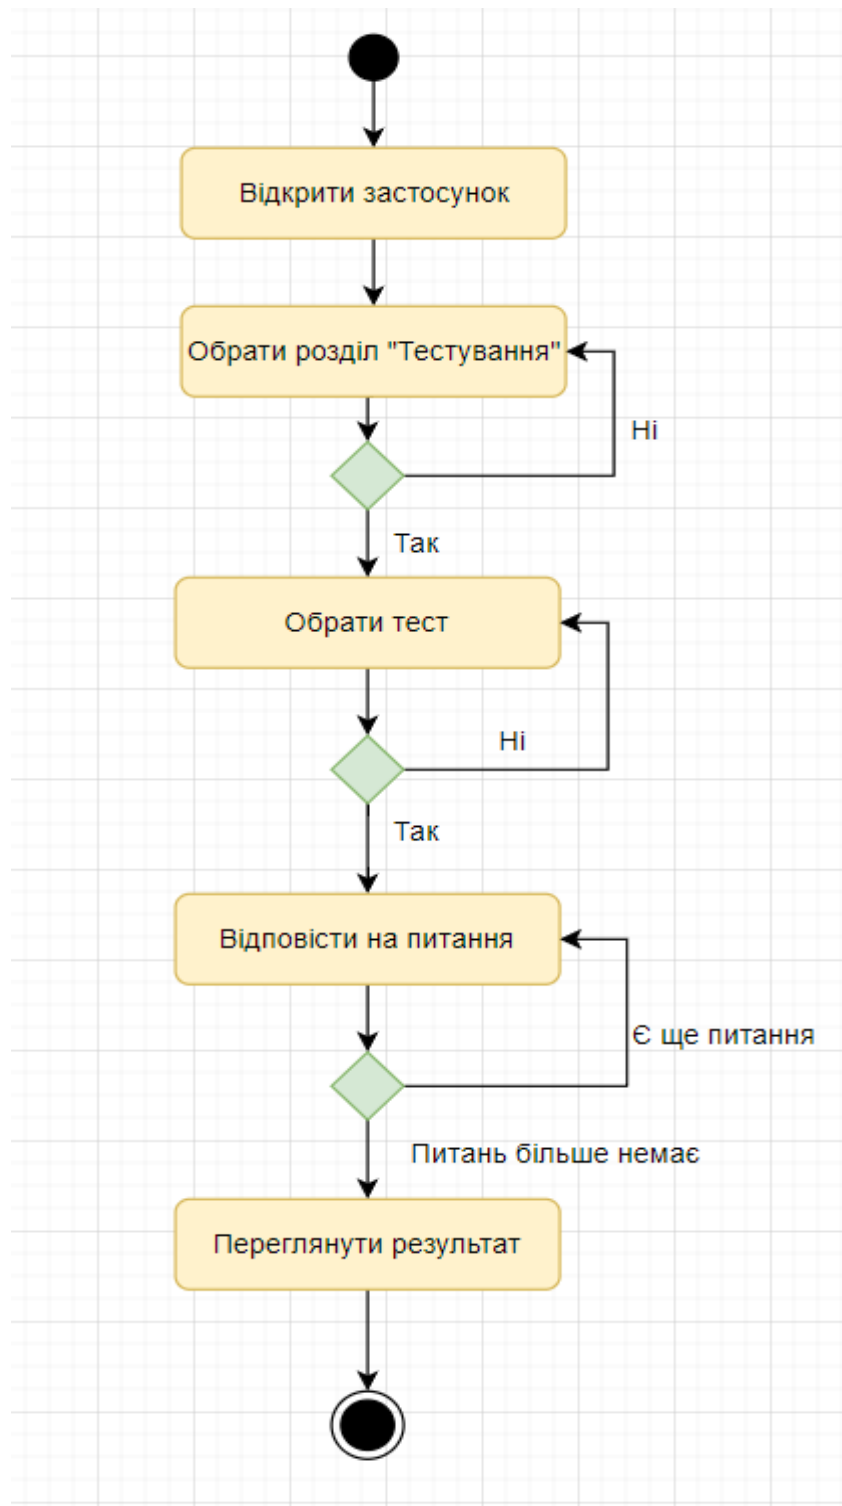 Відкрити застосунок
Обрати розділ "Тестування"
Ні
Так
Обрати тест
Ні
Так
Відповісти на питання
Є ще питання
Питань більше немає
Переглянути результат